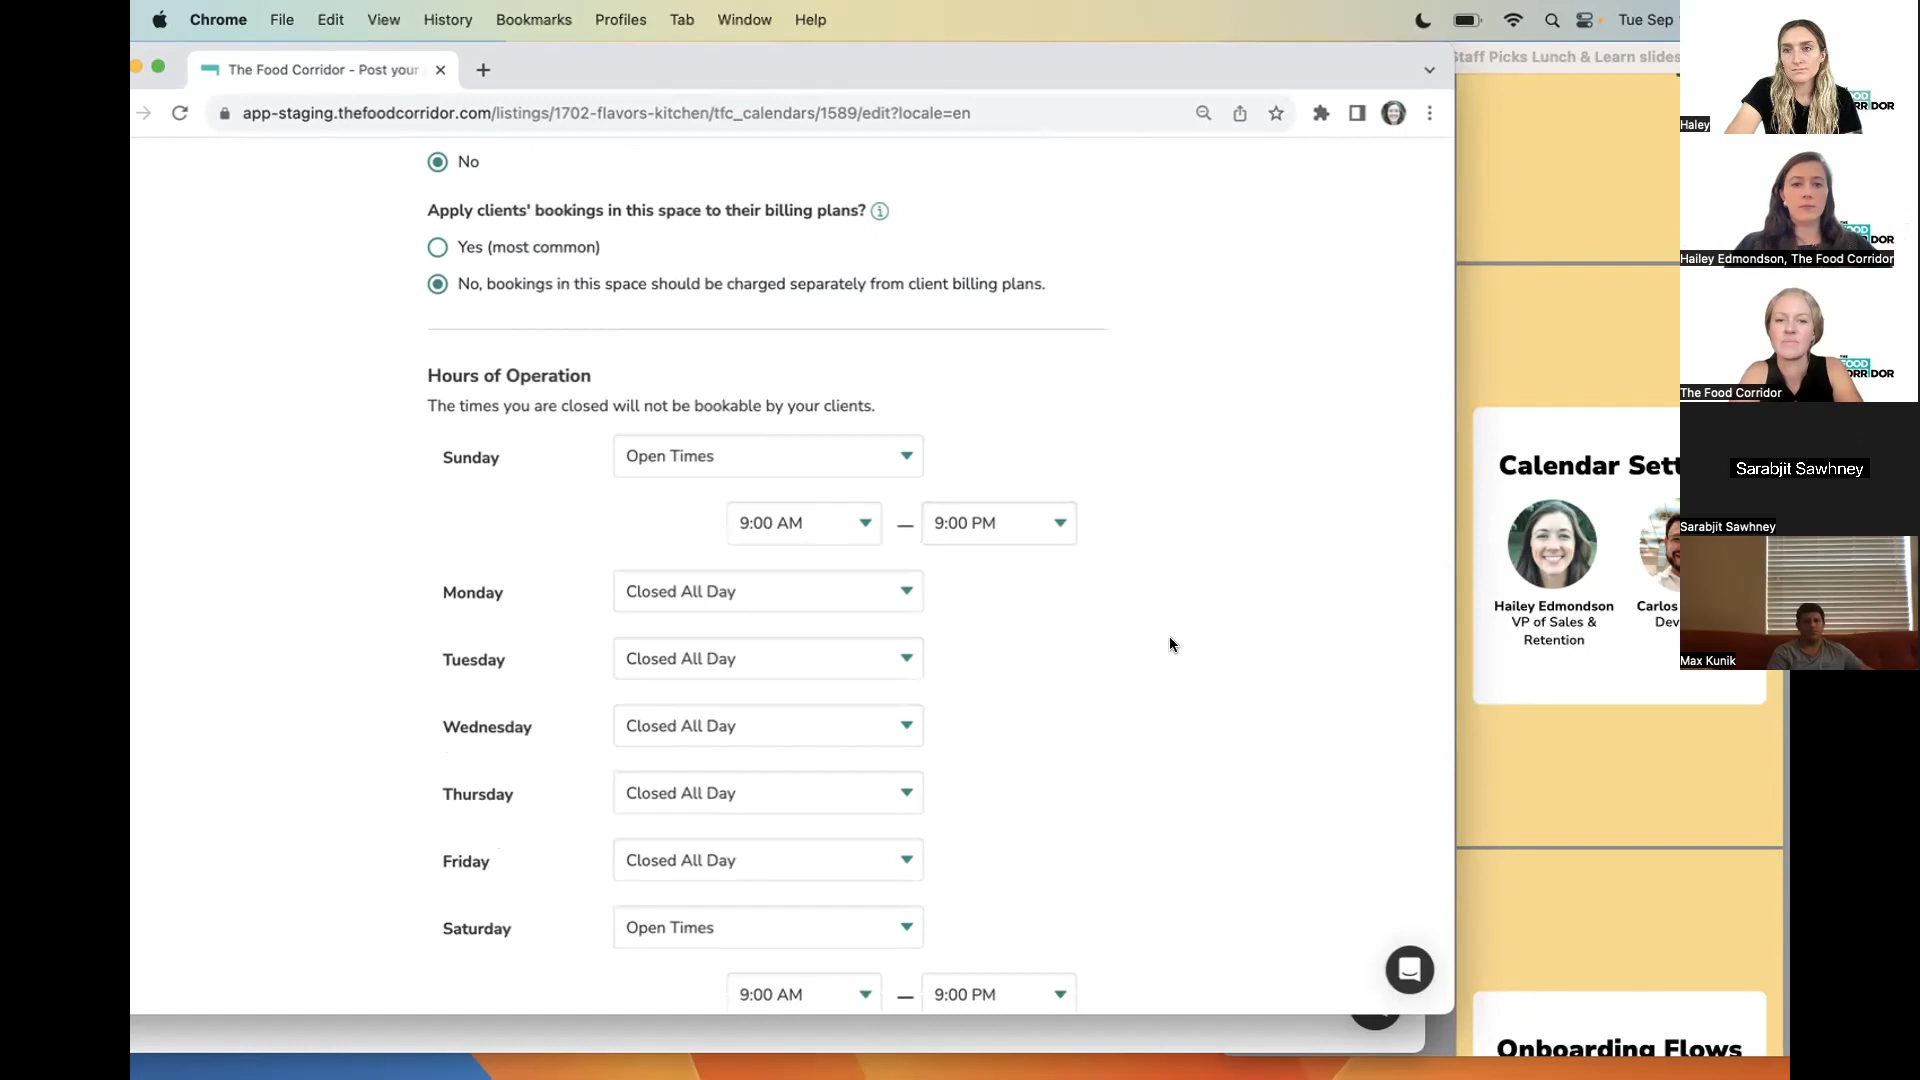 Chrome File Edit View History Bookmarks Profiles Tab Window Help
Tue Sep
The Food Corridor - Post your
Staff Picks Lunch & Learn slides
app-staging.thefoodcorridor.com/listings/1702-flavors-kitchen/tfc_calendars/1589/edit?locale=en
No
Apply clients' bookings in this space to their billing plans?
Yes (most common)
No, bookings in this space should be charged separately from client billing plans.
Hours of Operation
The times you are closed will not be bookable by your clients.
Sunday Open Times
9:00 AM — 9:00 PM
Monday Closed All Day
Tuesday Closed All Day
Wednesday Closed All Day
Thursday Closed All Day
Friday Closed All Day
Saturday Open Times
9:00 AM — 9:00 PM
Calendar Sett
Hailey Edmondson
VP of Sales &
Retention
Carlos
Dev
Onboarding Flows
Haley
Hailey Edmondson, The Food Corridor
The Food Corridor
Sarabjit Sawhney
Sarabjit Sawhney
Max Kunik